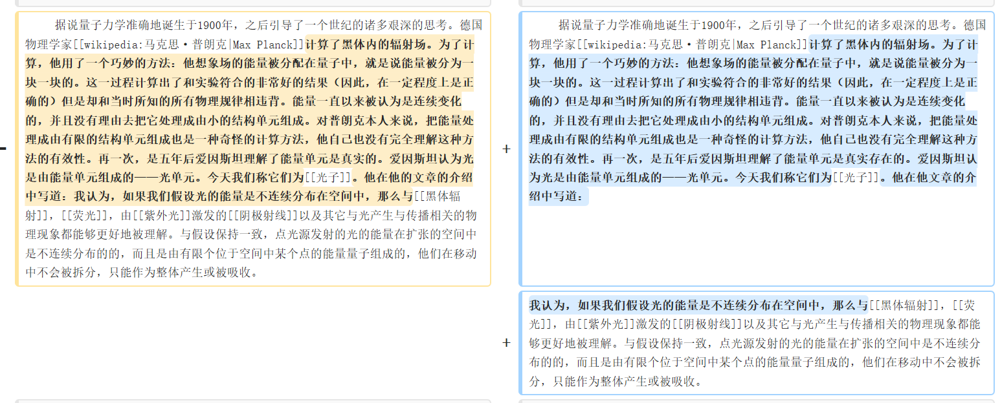 据说量子力学准确地诞生于1900年，之后引导了一个世纪的诸多艰深的思考。德国
物理学家[[wikipedia:马克思·普朗克|Max Planck]]计算了黑体内的辐射场。为了计
算，他用了一个巧妙的方法：他想象场的能量被分配在量子中，就是说能量被分为一
块一块的。这一过程计算出了和实验符合的非常好的结果（因此，在一定程度上是正
确的）但是却和当时所知的所有物理规律相违背。能量一直以来被认为是连续变化
的，并且没有理由去把它处理成由小的结构单元组成。对普朗克本人来说，把能量处
理成由有限的结构单元组成也是一种奇怪的计算方法，他自己也没有完全理解这种方
法的有效性。再一次，是五年后爱因斯坦理解了能量单元是真实的。爱因斯坦认为光
是由能量单元组成的——光单元。今天我们称它们为[[光子]]。他在他的文章的介绍
中写道：我认为，如果我们假设光的能量是不连续分布在空间中，那么与[[黑体辐
射]]，[[荧光]]，由[[紫外光]]激发的[[阴极射线]]以及其它与光产生与传播相关的物
理现象都能够更好地被理解。与假设保持一致，点光源发射的光的能量在扩张的空间中
是不连续分布的的，而且是由有限个位于空间中某个点的能量量子组成的，他们在移动
中不会被拆分，只能作为整体产生或被吸收。
−
+
据说量子力学准确地诞生于1900年，之后引导了一个世纪的诸多艰深的思考。德国
物理学家[[wikipedia:马克思·普朗克|Max Planck]]计算了黑体内的辐射场。为了计
算，他用了一个巧妙的方法：他想象场的能量被分配在量子中，就是说能量被分为一
块一块的。这一过程计算出了和实验符合的非常好的结果（因此，在一定程度上是正
确的）但是却和当时所知的所有物理规律相违背。能量一直以来被认为是连续变化
的，并且没有理由去把它处理成由小的结构单元组成。对普朗克本人来说，把能量处
理成由有限的结构单元组成也是一种奇怪的计算方法，他自己也没有完全理解这种方
法的有效性。再一次，是五年后爱因斯坦理解了能量单元是真实存在的。爱因斯坦认
为光是由能量单元组成的——光单元。今天我们称它们为[[光子]]。他在他文章的介
绍中写道：
+
我认为，如果我们假设光的能量是不连续分布在空间中，那么与[[黑体辐射]]，[[荧
光]]，由[[紫外光]]激发的[[阴极射线]]以及其它与光产生与传播相关的物理现象都能
够更好地被理解。与假设保持一致，点光源发射的光的能量在扩张的空间中是不连续分
布的的，而且是由有限个位于空间中某个点的能量量子组成的，他们在移动中不会被拆
分，只能作为整体产生或被吸收。